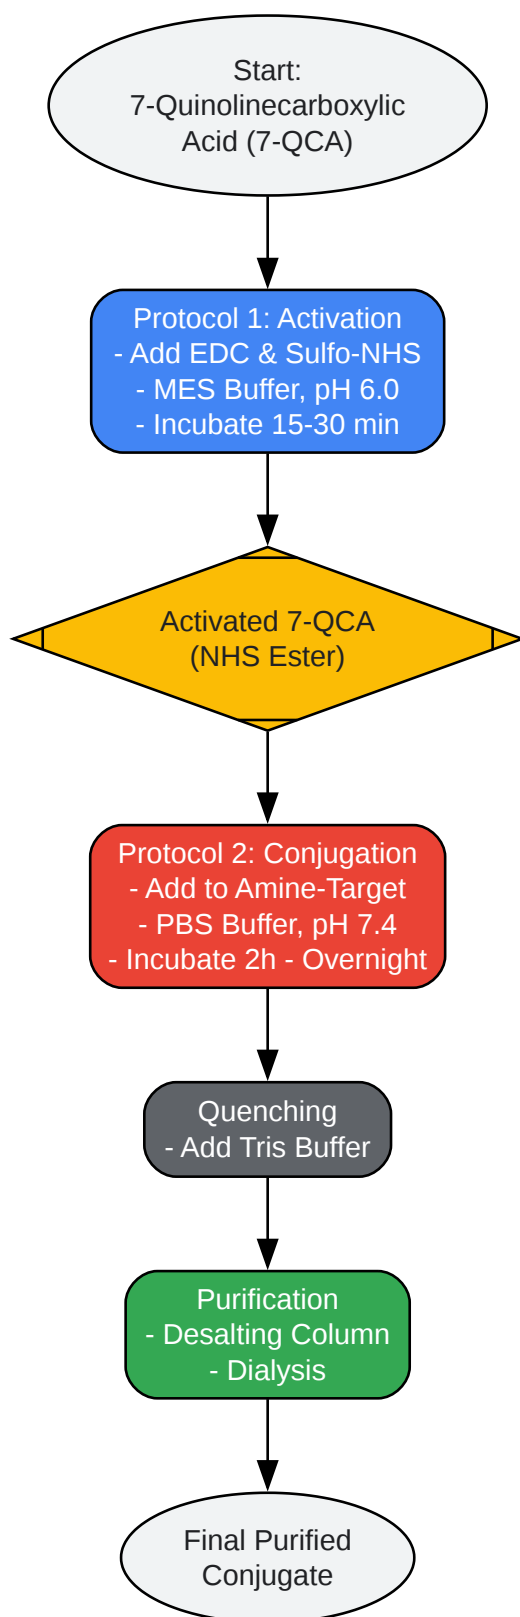 Start:
7-Quinolinecarboxylic
Acid (7-QCA)
Protocol 1: Activation
- Add EDC & Sulfo-NHS
- MES Buffer, pH 6.0
- Incubate 15-30 min
Activated 7-QCA
(NHS Ester)
Protocol 2: Conjugation
- Add to Amine-Target
- PBS Buffer, pH 7.4
- Incubate 2h - Overnight
Quenching
- Add Tris Buffer
Purification
- Desalting Column
- Dialysis
Final Purified
Conjugate